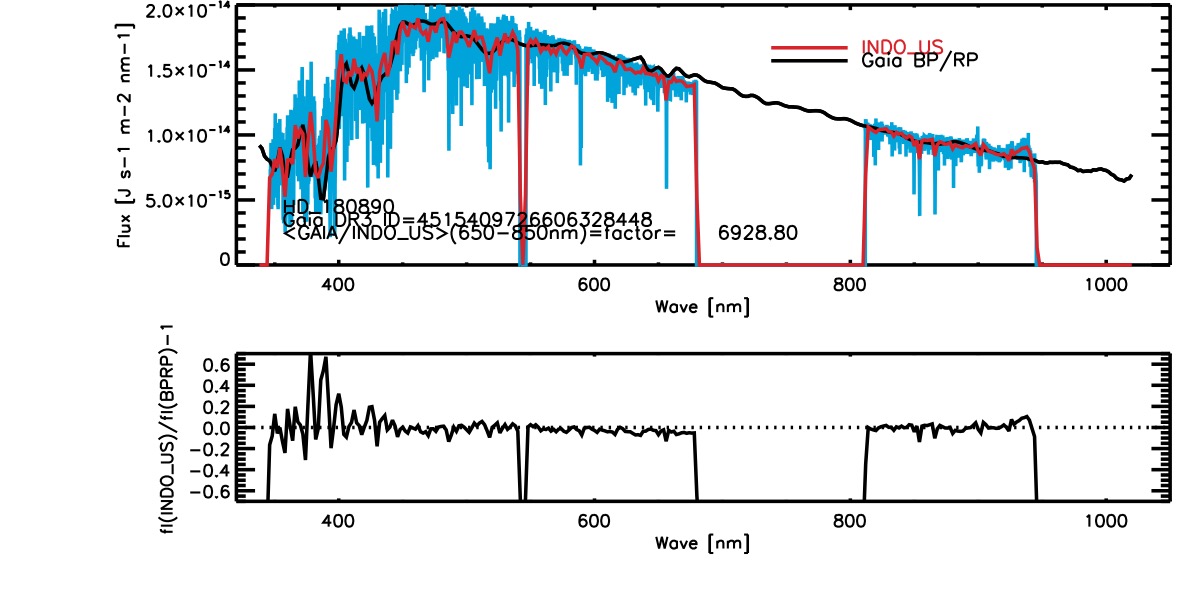 2.0×10⁻¹⁴
1.5×10⁻¹⁴
1.0×10⁻¹⁴
5.0×10⁻¹⁵
0
Flux [J s−1 m−2 nm−1]
INDO_US
Gaia BP/RP
HD_180890
Gaia DR3 ID=4515409726606328448
<GAIA/INDO_US>(650−850nm)=factor= 6928.80
400 600 800 1000
Wave [nm]
fl(INDO_US)/fl(BPRP)−1
0.6
0.4
0.2
0.0
−0.2
−0.4
−0.6
400 600 800 1000
Wave [nm]